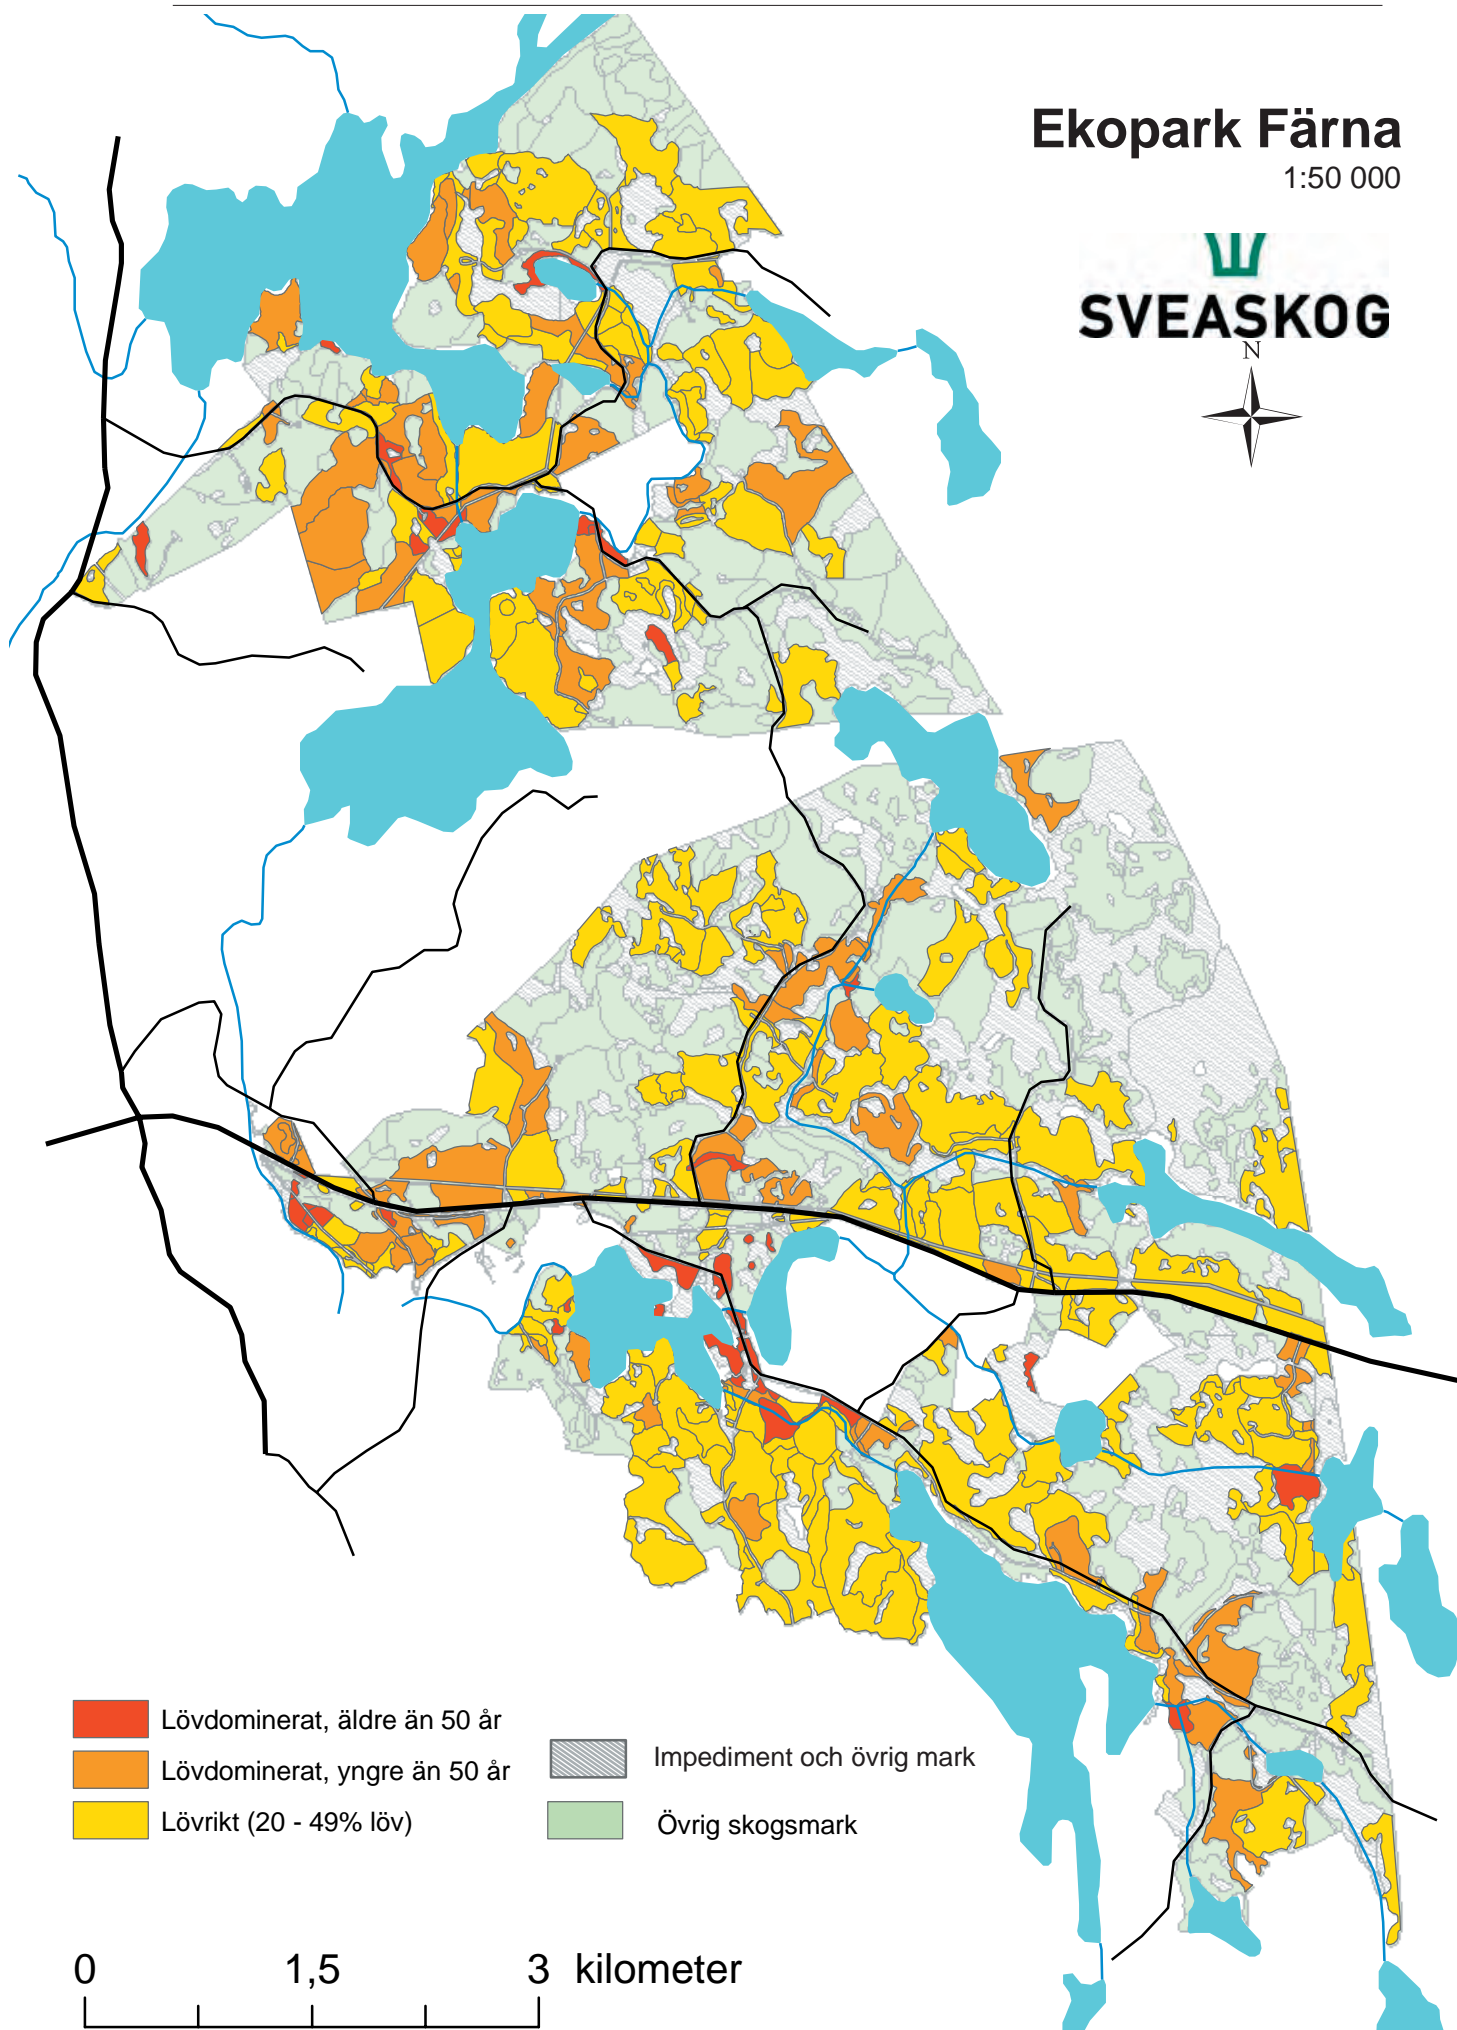 Ekopark Färna
1:50 000
SVEASKOG
N
Lövdominerat, äldre än 50 år
Lövdominerat, yngre än 50 år
Lövrikt (20 - 49% löv)
Impediment och övrig mark
Övrig skogsmark
0 1,5 3 kilometer